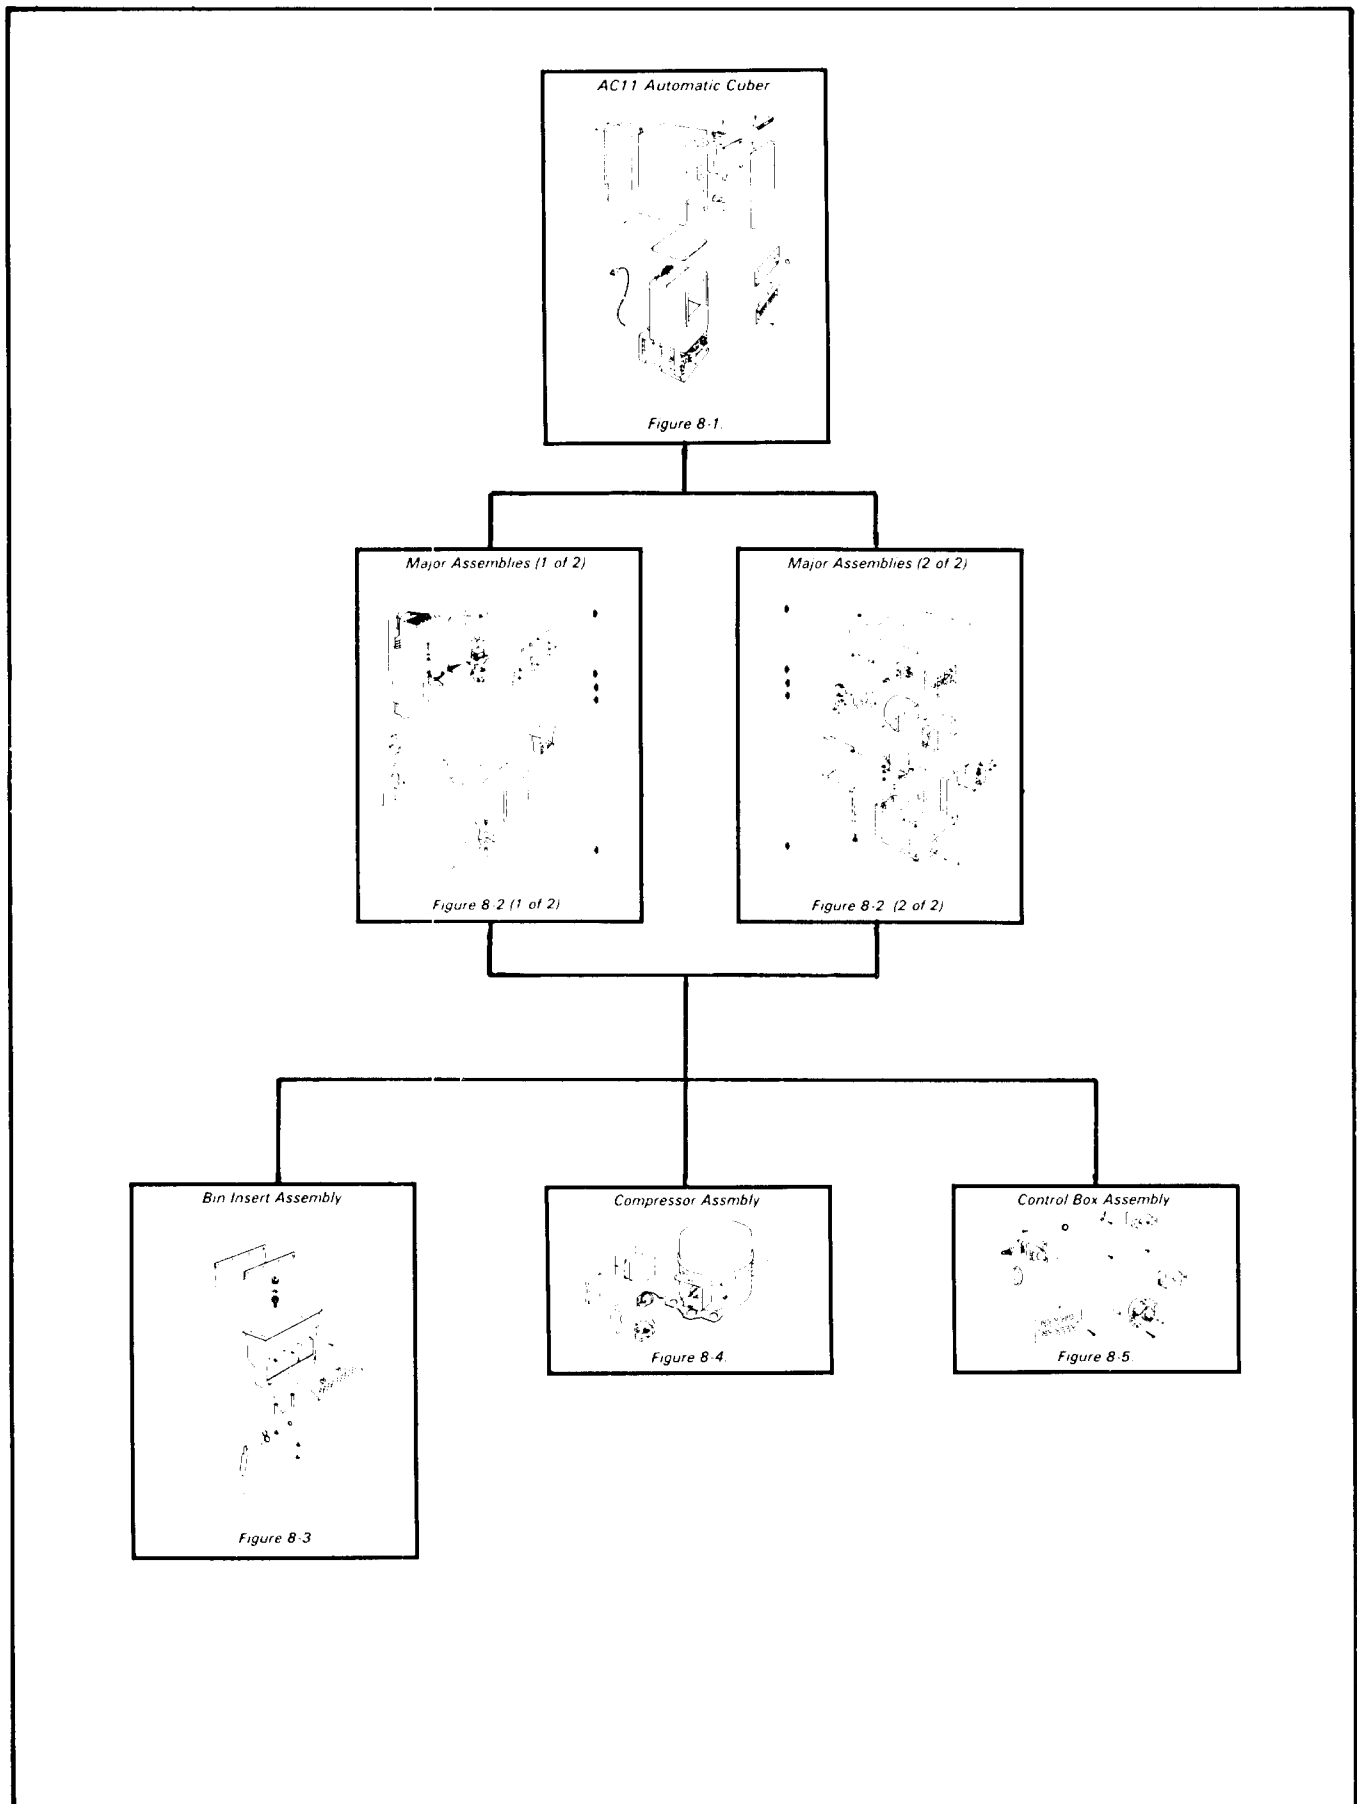 AC11 Automatic Cuber
Figure 8-1.
Major Assemblies (1 of 2)
Major Assemblies (2 of 2)
Figure 8-2 (1 of 2)
Figure 8-2 (2 of 2)
Bin Insert Assembly
Compressor Assmbly
Control Box Assembly
Figure 8-4.
Figure 8-5.
Figure 8-3